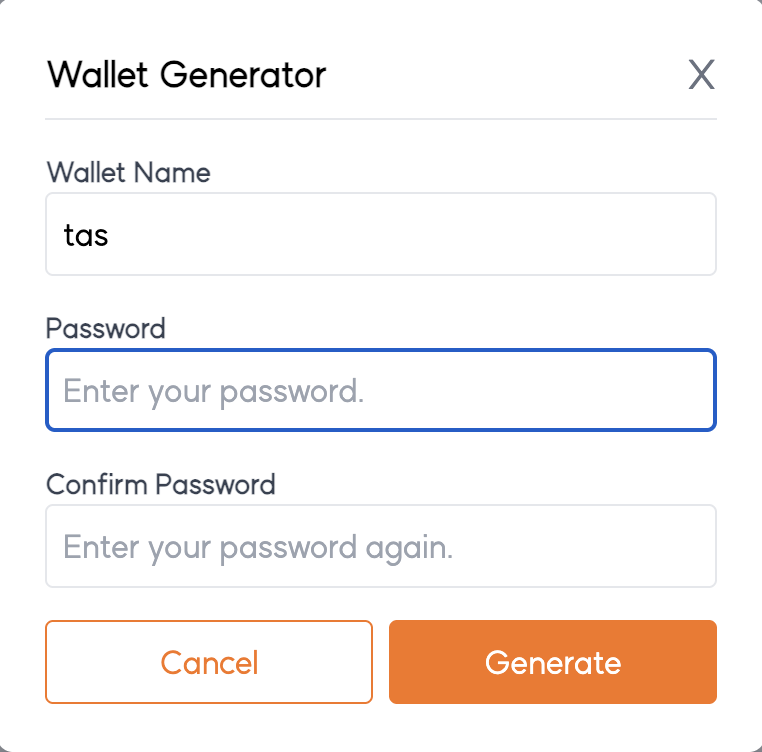 Wallet Generator X
Wallet Name
tas
Password
Enter your password.
Confirm Password
Enter your password again.
Cancel Generate